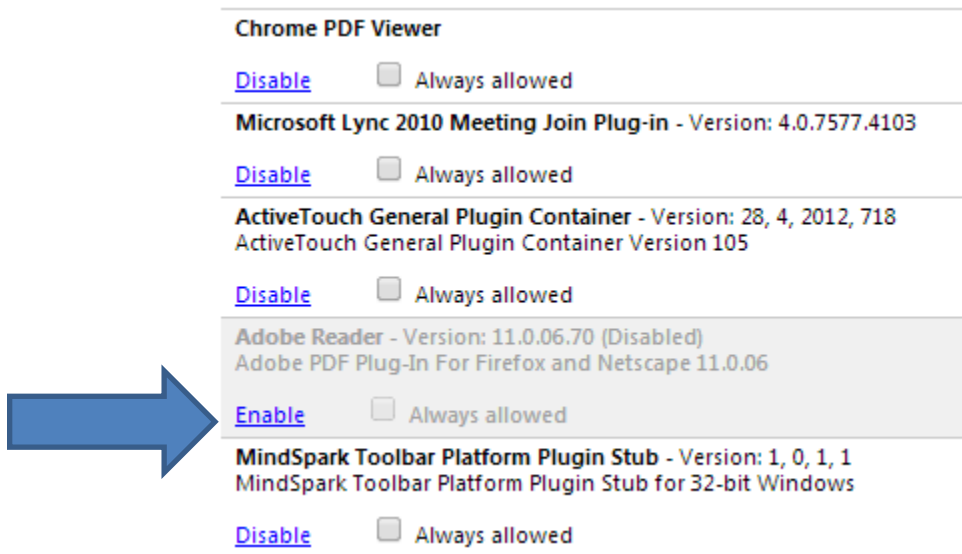 Chrome PDF Viewer
Disable Always allowed
Microsoft Lync 2010 Meeting Join Plug-in - Version: 4.0.7577.4103
Disable Always allowed
ActiveTouch General Plugin Container - Version: 28, 4, 2012, 718
ActiveTouch General Plugin Container Version 105
Disable Always allowed
Adobe Reader - Version: 11.0.06.70 (Disabled)
Adobe PDF Plug-In For Firefox and Netscape 11.0.06
Enable Always allowed
MindSpark Toolbar Platform Plugin Stub - Version: 1, 0, 1, 1
MindSpark Toolbar Platform Plugin Stub for 32-bit Windows
Disable Always allowed